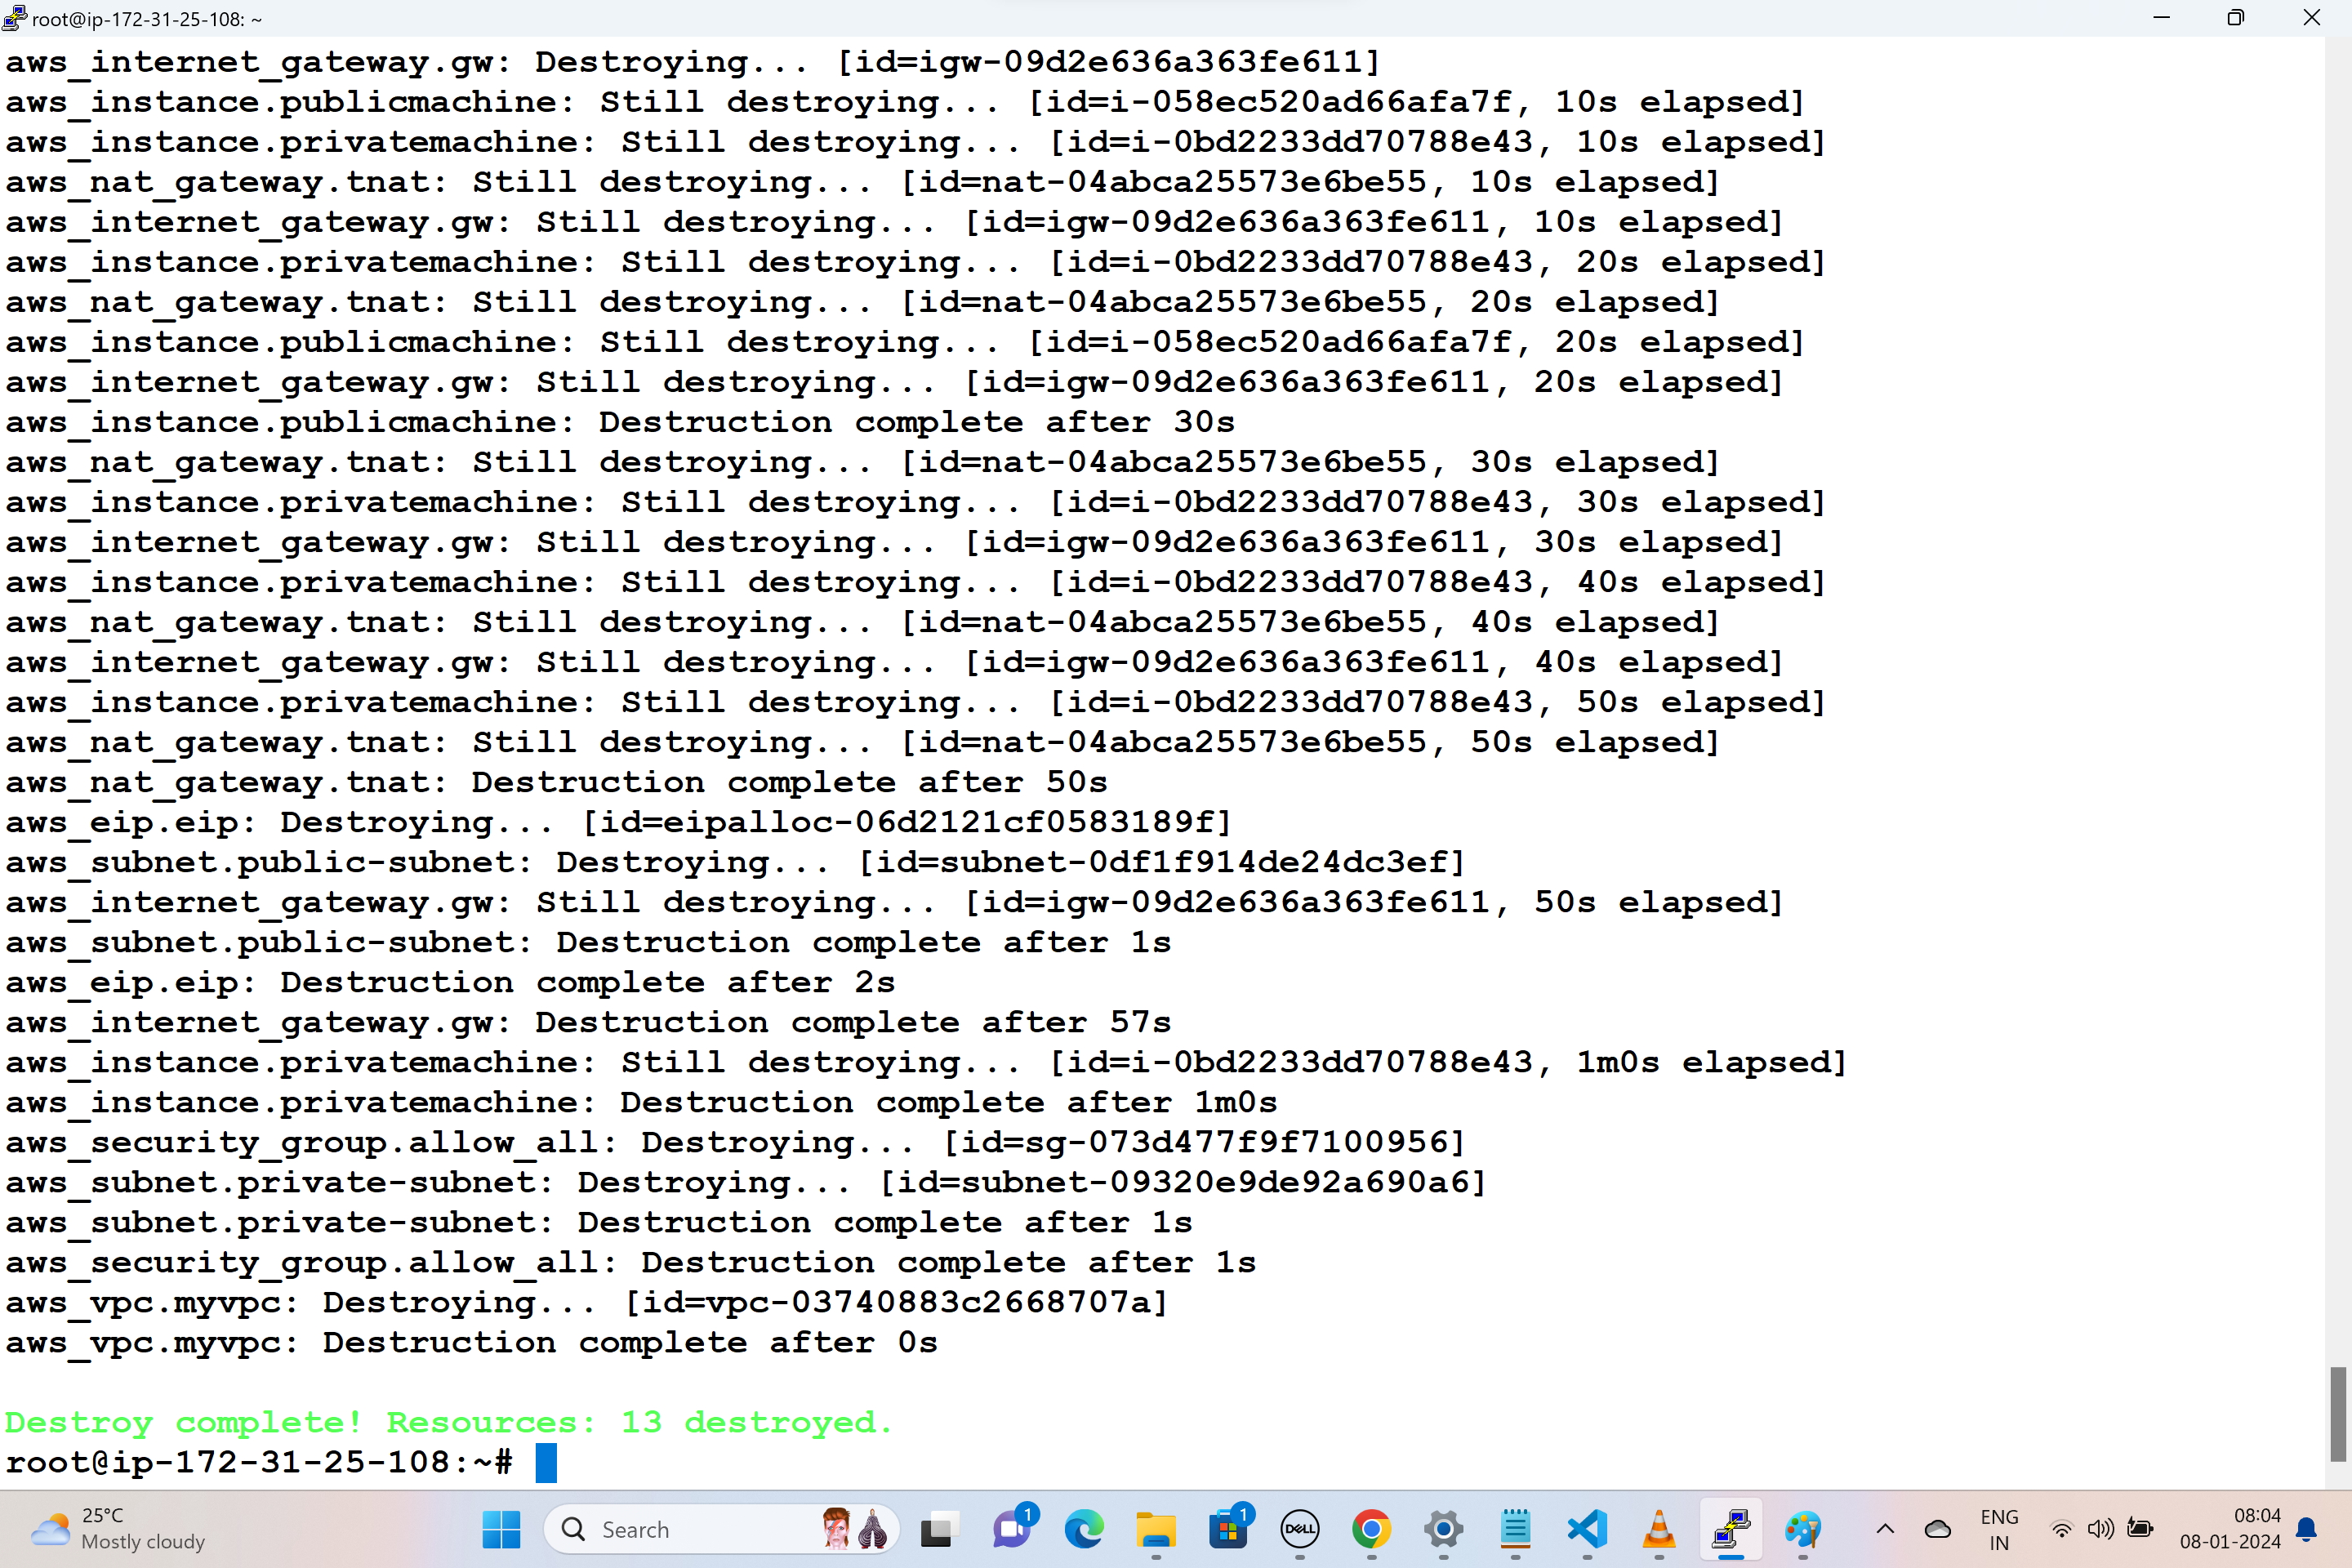 root@ip-172-31-25-108: ~
aws_internet_gateway.gw: Destroying... [id=igw-09d2e636a363fe611]
aws_instance.publicmachine: Still destroying... [id=i-058ec520ad66afa7f, 10s elapsed]
aws_instance.privatemachine: Still destroying... [id=i-0bd2233dd70788e43, 10s elapsed]
aws_nat_gateway.tnat: Still destroying... [id=nat-04abca25573e6be55, 10s elapsed]
aws_internet_gateway.gw: Still destroying... [id=igw-09d2e636a363fe611, 10s elapsed]
aws_instance.privatemachine: Still destroying... [id=i-0bd2233dd70788e43, 20s elapsed]
aws_nat_gateway.tnat: Still destroying... [id=nat-04abca25573e6be55, 20s elapsed]
aws_instance.publicmachine: Still destroying... [id=i-058ec520ad66afa7f, 20s elapsed]
aws_internet_gateway.gw: Still destroying... [id=igw-09d2e636a363fe611, 20s elapsed]
aws_instance.publicmachine: Destruction complete after 30s
aws_nat_gateway.tnat: Still destroying... [id=nat-04abca25573e6be55, 30s elapsed]
aws_instance.privatemachine: Still destroying... [id=i-0bd2233dd70788e43, 30s elapsed]
aws_internet_gateway.gw: Still destroying... [id=igw-09d2e636a363fe611, 30s elapsed]
aws_instance.privatemachine: Still destroying... [id=i-0bd2233dd70788e43, 40s elapsed]
aws_nat_gateway.tnat: Still destroying... [id=nat-04abca25573e6be55, 40s elapsed]
aws_internet_gateway.gw: Still destroying... [id=igw-09d2e636a363fe611, 40s elapsed]
aws_instance.privatemachine: Still destroying... [id=i-0bd2233dd70788e43, 50s elapsed]
aws_nat_gateway.tnat: Still destroying... [id=nat-04abca25573e6be55, 50s elapsed]
aws_nat_gateway.tnat: Destruction complete after 50s
aws_eip.eip: Destroying... [id=eipalloc-06d2121cf0583189f]
aws_subnet.public-subnet: Destroying... [id=subnet-0df1f914de24dc3ef]
aws_internet_gateway.gw: Still destroying... [id=igw-09d2e636a363fe611, 50s elapsed]
aws_subnet.public-subnet: Destruction complete after 1s
aws_eip.eip: Destruction complete after 2s
aws_internet_gateway.gw: Destruction complete after 57s
aws_instance.privatemachine: Still destroying... [id=i-0bd2233dd70788e43, 1m0s elapsed]
aws_instance.privatemachine: Destruction complete after 1m0s
aws_security_group.allow_all: Destroying... [id=sg-073d477f9f7100956]
aws_subnet.private-subnet: Destroying... [id=subnet-09320e9de92a690a6]
aws_subnet.private-subnet: Destruction complete after 1s
aws_security_group.allow_all: Destruction complete after 1s
aws_vpc.myvpc: Destroying... [id=vpc-03740883c2668707a]
aws_vpc.myvpc: Destruction complete after 0s
Destroy complete! Resources: 13 destroyed.
root@ip-172-31-25-108:~#
25°C
Mostly cloudy
Search
1
1
DELL
ENG
IN
08:04
08-01-2024